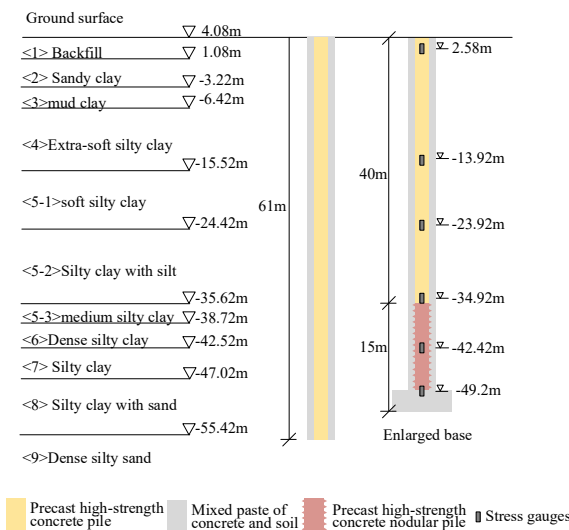 Ground surface
4.08m
<1> Backfill
1.08m
2.58m
<2> Sandy clay
-3.22m
<3>mud clay
-6.42m
<4>Extra-soft silty clay
-15.52m
-13.92m
40m
<5-1>soft silty clay
61m
-24.42m
-23.92m
<5-2>Silty clay with silt
-35.62m
-34.92m
<5-3>medium silty clay
-38.72m
<6>Dense silty clay
-42.52m
15m
-42.42m
<7> Silty clay
-47.02m
-49.2m
<8> Silty clay with sand
-55.42m
Enlarged base
<9>Dense silty sand
Precast high-strength
concrete pile
Mixed paste of
concrete and soil
Precast high-strength
concrete nodular pile
Stress gauges